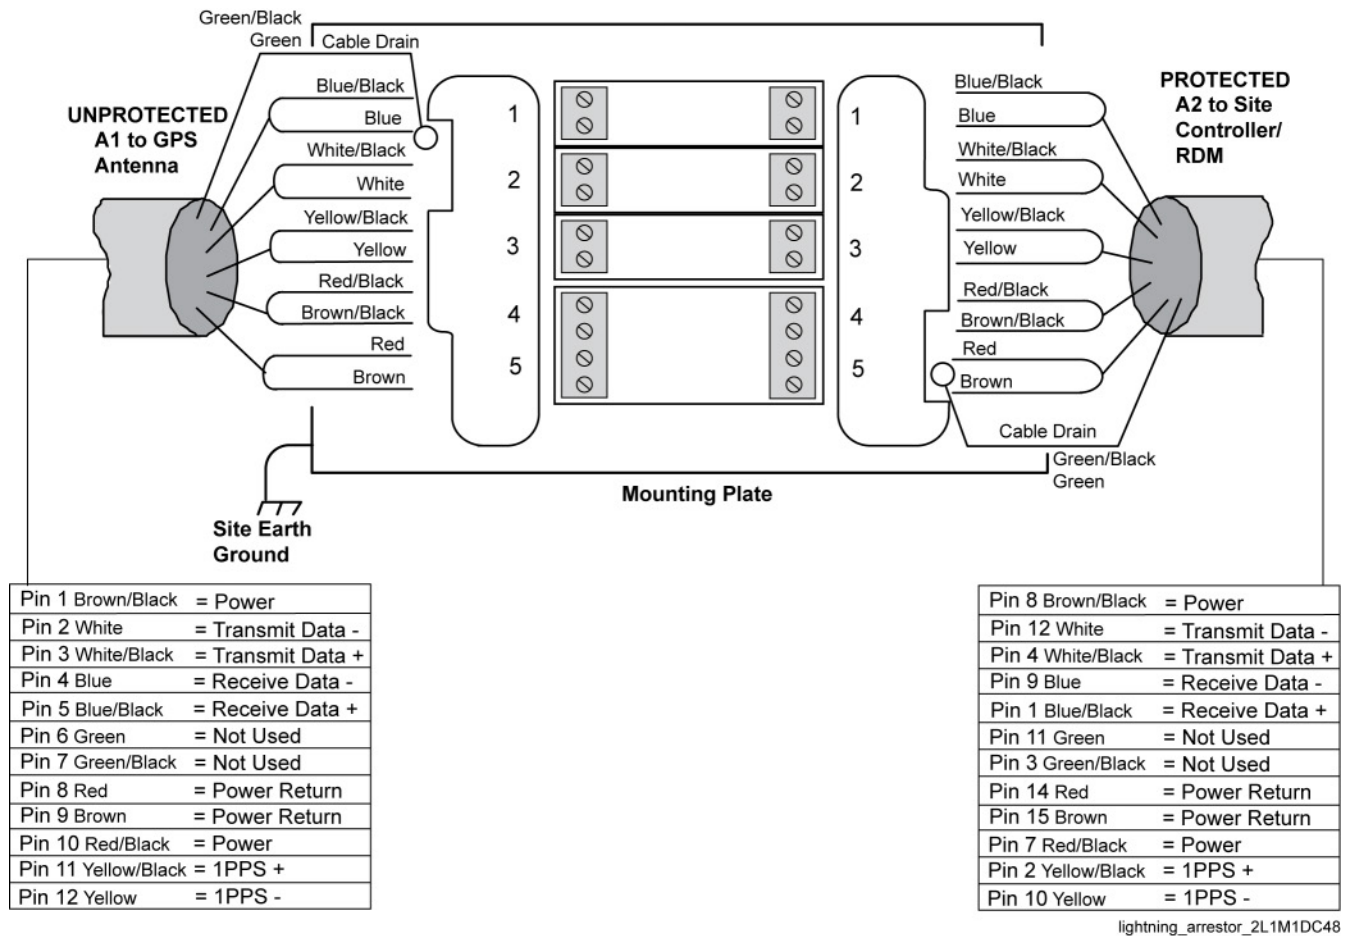 Green/Black
Green
Cable Drain
UNPROTECTED
A1 to GPS
Antenna
Blue/Black
Blue
White/Black
White
Yellow/Black
Yellow
Red/Black
Brown/Black
Red
Brown
1
2
3
4
5
1
2
3
4
5
Blue/Black
Blue
White/Black
White
Yellow/Black
Yellow
Red/Black
Brown/Black
Red
Brown
PROTECTED
A2 to Site
Controller/
RDM
Cable Drain
Green/Black
Green
Mounting Plate
Site Earth
Ground
Pin 1 Brown/Black = Power
Pin 2 White = Transmit Data -
Pin 3 White/Black = Transmit Data +
Pin 4 Blue = Receive Data -
Pin 5 Blue/Black = Receive Data +
Pin 6 Green = Not Used
Pin 7 Green/Black = Not Used
Pin 8 Red = Power Return
Pin 9 Brown = Power Return
Pin 10 Red/Black = Power
Pin 11 Yellow/Black = 1PPS +
Pin 12 Yellow = 1PPS -
Pin 8 Brown/Black = Power
Pin 12 White = Transmit Data -
Pin 4 White/Black = Transmit Data +
Pin 9 Blue = Receive Data -
Pin 1 Blue/Black = Receive Data +
Pin 11 Green = Not Used
Pin 3 Green/Black = Not Used
Pin 14 Red = Power Return
Pin 15 Brown = Power Return
Pin 7 Red/Black = Power
Pin 2 Yellow/Black = 1PPS +
Pin 10 Yellow = 1PPS -
lightning_arrestor_2L1M1DC48